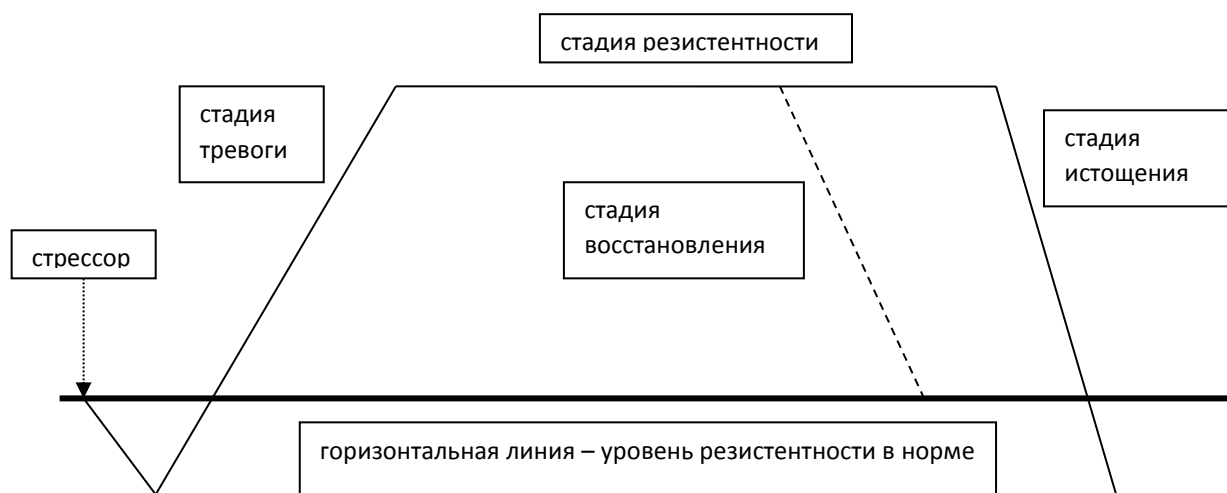 стадия резистентности
стадия
тревоги
стадия
истощения
стадия
восстановления
стрессор
горизонтальная линия – уровень резистентности в норме